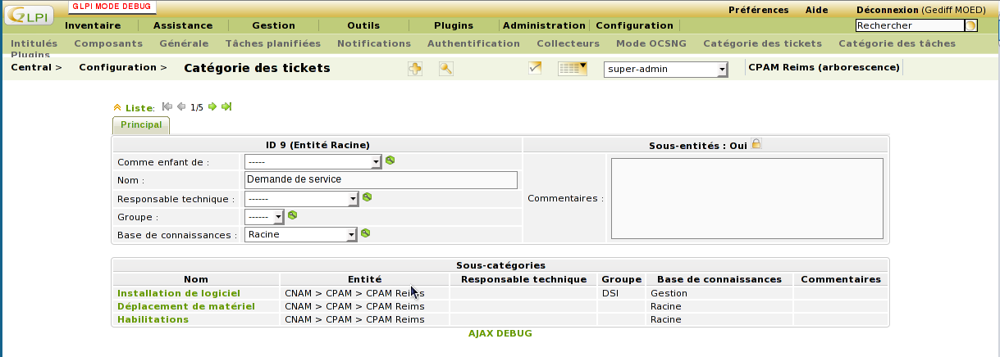 GLPI
GLPI MODE DEBUG
Préférences Aide Déconnexion (Gediff MOED)
Inventaire Assistance Gestion Outils Plugins Administration Configuration Rechercher
Intitulés Composants Générale Tâches planifiées Notifications Authentification Collecteurs Mode OCSNG Catégorie des tickets Catégorie des tâches
Plugins
Central > Configuration > Catégorie des tickets super-admin CPAM Reims (arborescence)
Liste: 1/5
Principal
ID 9 (Entité Racine) Sous-entités : Oui
Comme enfant de : -----
Nom : Demande de service
Responsable technique : ------ Commentaires :
Groupe : ------
Base de connaissances : Racine
Sous-catégories
Nom Entité Responsable technique Groupe Base de connaissances Commentaires
Installation de logiciel CNAM > CPAM > CPAM Reims DSI Gestion
Déplacement de matériel CNAM > CPAM > CPAM Reims Racine
Habilitations CNAM > CPAM > CPAM Reims Racine
AJAX DEBUG